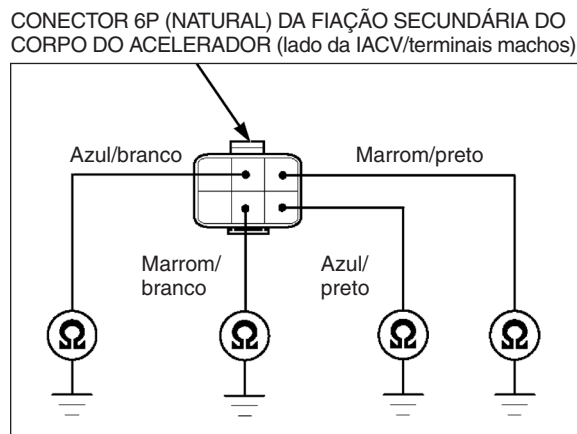 CONECTOR 6P (NATURAL) DA FIAÇÃO SECUNDÁRIA DO
CORPO DO ACELERADOR (lado da IACV/terminais machos)
Azul/branco
Marrom/preto
Marrom/
branco
Azul/
preto
Ω
Ω
Ω
Ω